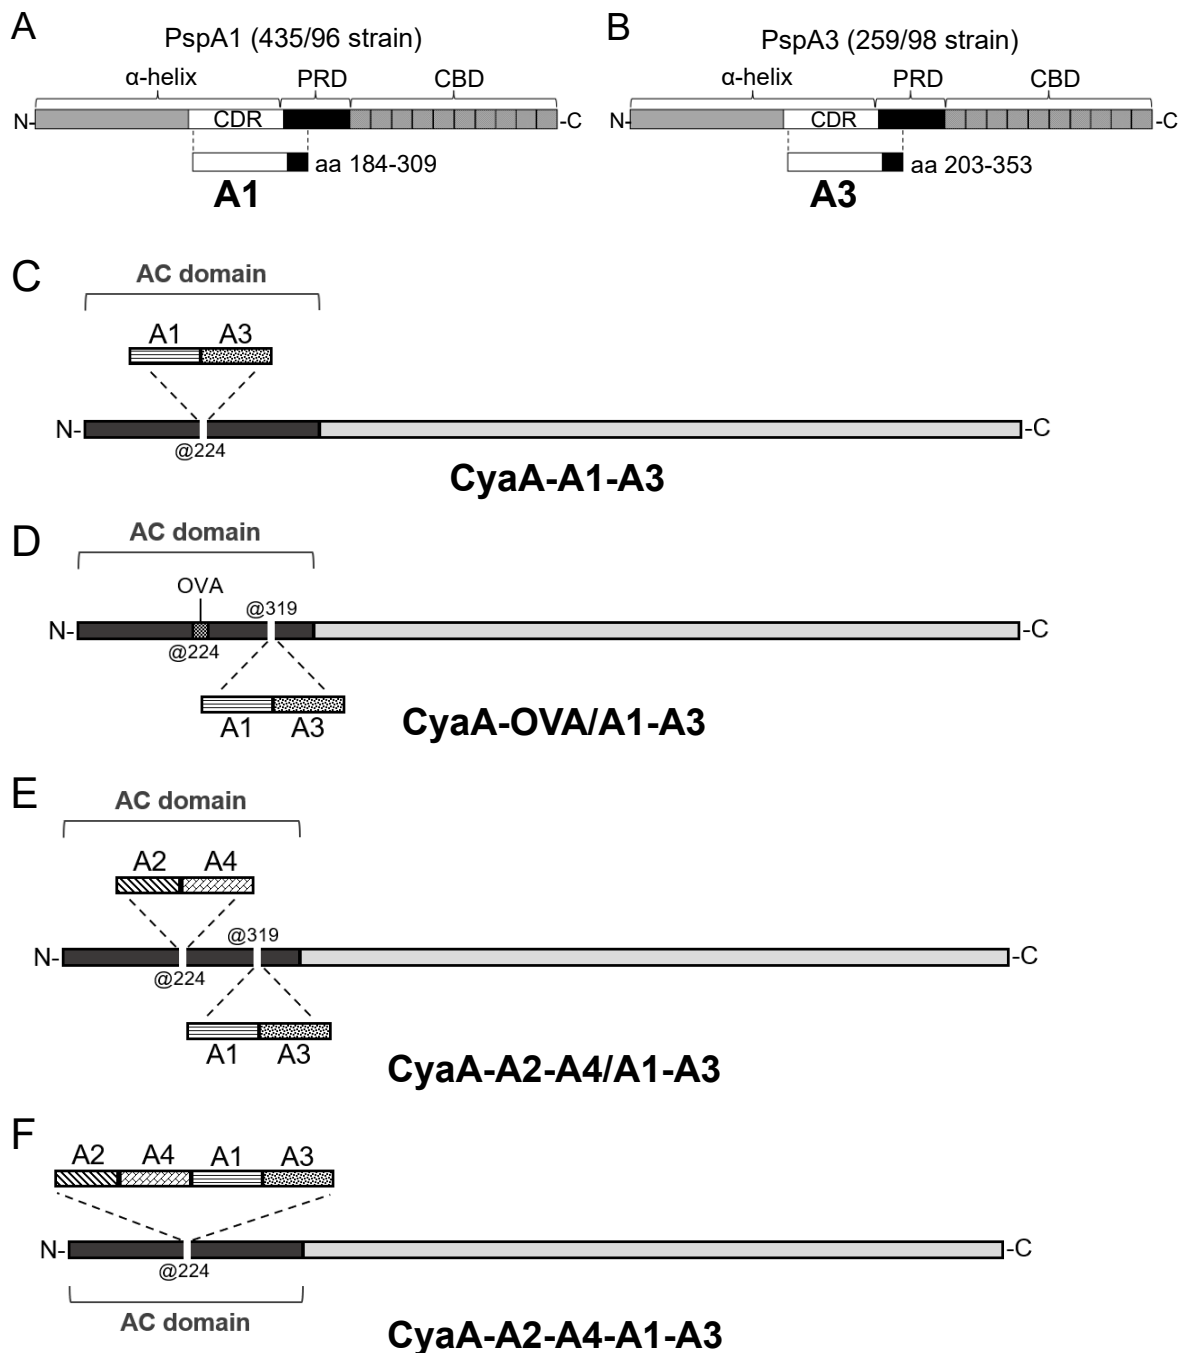 A
PspA1 (435/96 strain)
α-helix PRD CBD
N- CDR -C
aa 184-309
A1
B
PspA3 (259/98 strain)
α-helix PRD CBD
N- CDR -C
aa 203-353
A3
C
AC domain
A1 A3
N- -C
@224
CyaA-A1-A3
D
AC domain
OVA
@319
N- -C
@224
A1 A3
CyaA-OVA/A1-A3
E
AC domain
A2 A4
@319
N- -C
@224
A1 A3
CyaA-A2-A4/A1-A3
F
A2 A4 A1 A3
N- -C
@224
AC domain
CyaA-A2-A4-A1-A3